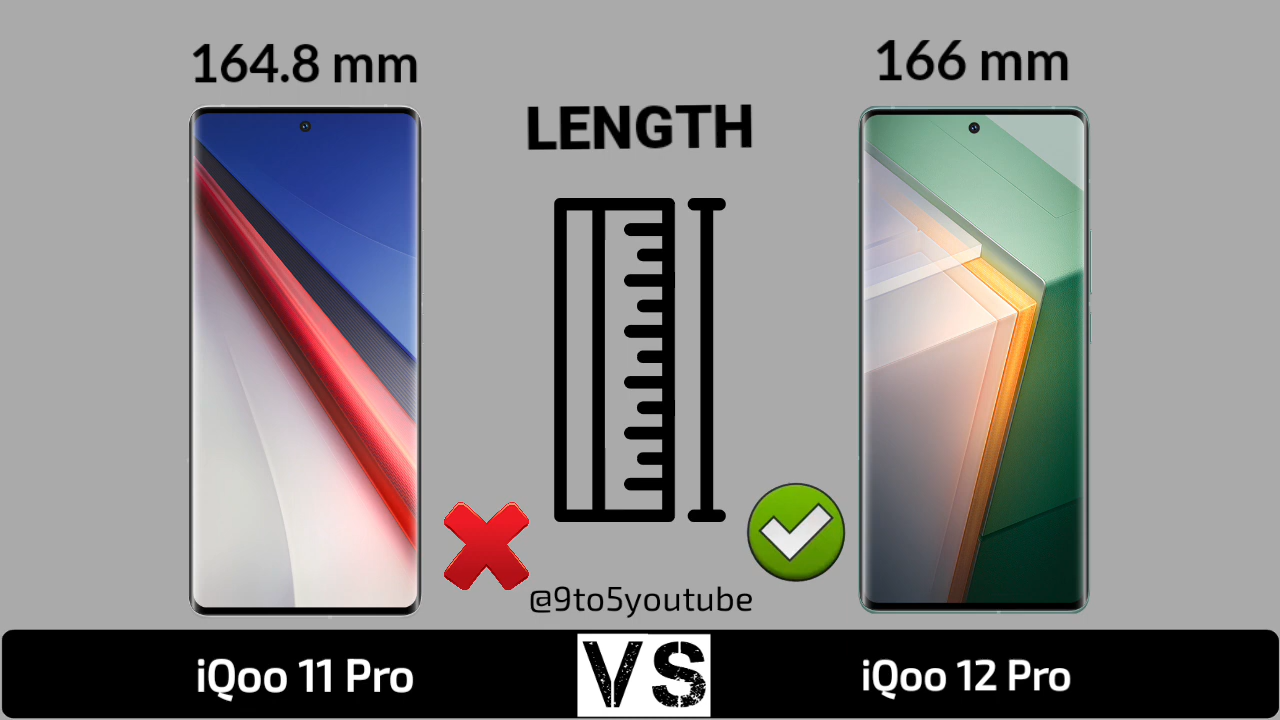 164.8 mm
166 mm
LENGTH
@9to5youtube
iQoo 11 Pro
VS
iQoo 12 Pro